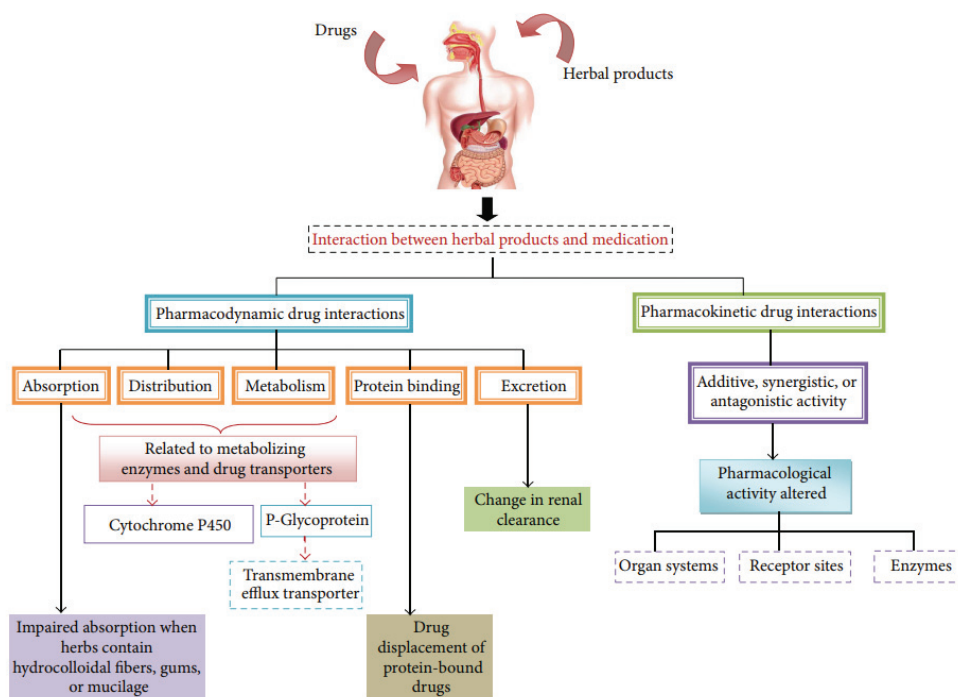 Drugs
Herbal products
Interaction between herbal products and medication
Pharmacodynamic drug interactions
Pharmacokinetic drug interactions
Absorption
Distribution
Metabolism
Protein binding
Excretion
Additive, synergistic, or
antagonistic activity
Related to metabolizing
enzymes and drug transporters
Pharmacological
activity altered
Cytochrome P450
P-Glycoprotein
Change in renal
clearance
Organ systems
Receptor sites
Enzymes
Transmembrane
efflux transporter
Impaired absorption when
herbs contain
hydrocolloidal fibers, gums,
or mucilage
Drug
displacement of
protein-bound
drugs